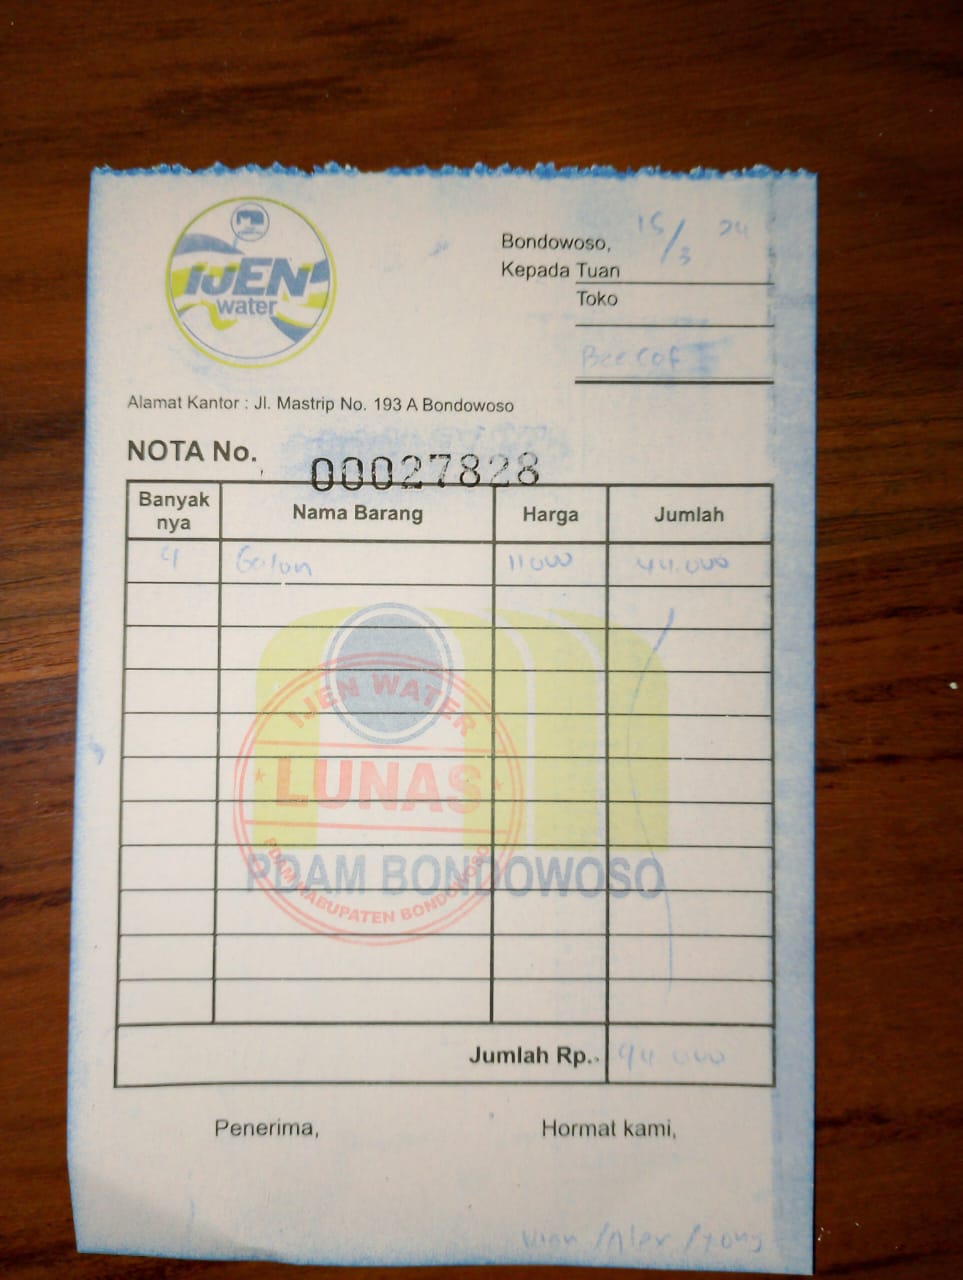 IJEN
water
Bondowoso, 15/3 24
Kepada Tuan
Toko
Bee Cof
Alamat Kantor : Jl. Mastrip No. 193 A Bondowoso
NOTA No. 00027828
Banyak nya Nama Barang Harga Jumlah
4 Galon 11000 44.000
IJEN WATER
LUNAS
PDAM KABUPATEN BONDOWOSO
PDAM BONDOWOSO
Jumlah Rp. 44.000
Penerima, Hormat kami,
/Alex /